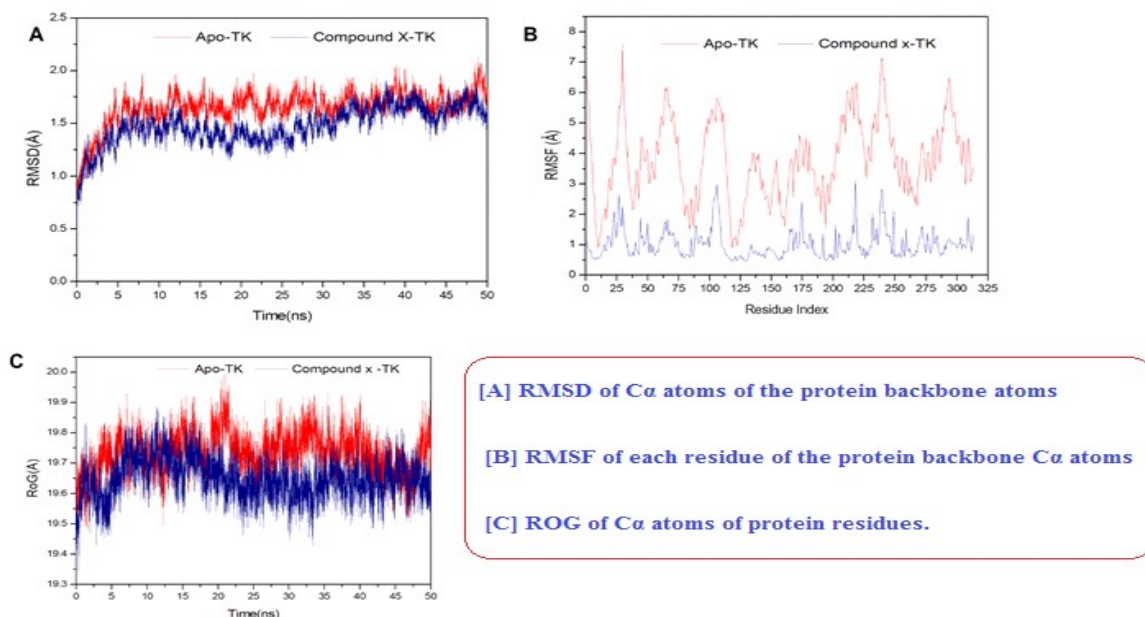 A
Apo-TK
Compound X-TK
2.5
2.0
1.5
1.0
0.5
0.0
RMSD(Å)
0 5 10 15 20 25 30 35 40 45 50
Time(ns)
B
Apo-TK
Compound x-TK
8
7
6
5
4
3
2
1
0
RMSF (Å)
0 25 50 75 100 125 150 175 200 225 250 275 300 325
Residue Index
C
Apo-TK
Compound x -TK
20.0
19.9
19.8
19.7
19.6
19.5
19.4
19.3
RoG(Å)
0 5 10 15 20 25 30 35 40 45 50
Time(ns)
[A] RMSD of Cα atoms of the protein backbone atoms
[B] RMSF of each residue of the protein backbone Cα atoms
[C] ROG of Cα atoms of protein residues.